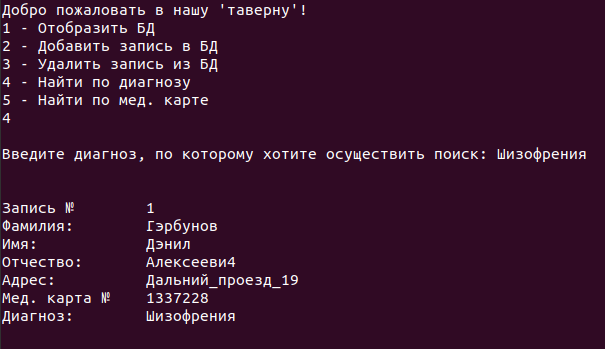 Добро пожаловать в нашу 'таверну'!
1 - Отобразить БД
2 - Добавить запись в БД
3 - Удалить запись из БД
4 - Найти по диагнозу
5 - Найти по мед. карте
4
Введите диагноз, по которому хотите осуществить поиск: Шизофрения
Запись № 1
Фамилия: Гэрбунов
Имя: Дэнил
Отчество: Алексееви4
Адрес: Дальний_проезд_19
Мед. карта № 1337228
Диагноз: Шизофрения